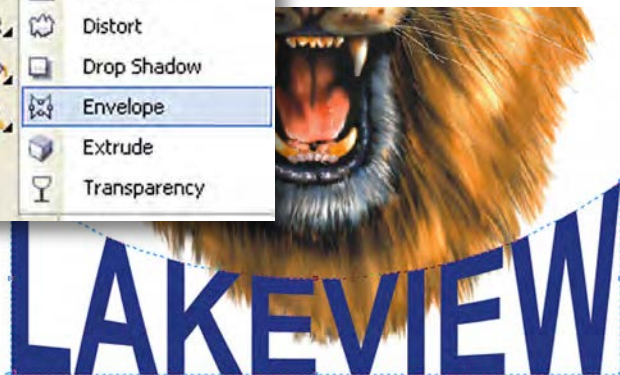 Distort
Drop Shadow
Envelope
Extrude
Transparency
LAKEVIEW